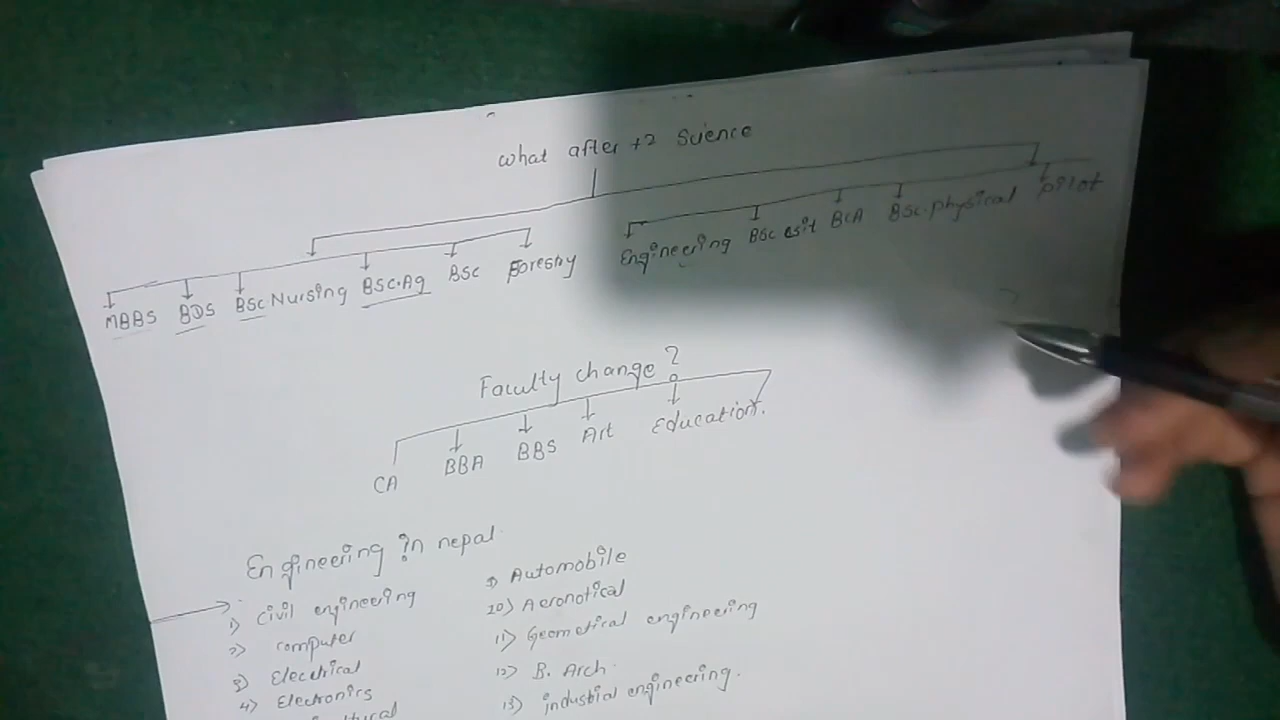 What after +2 Science
MBBS BDS BSc Nursing BSC.Ag BSC Forestry Engineering BSC csit BCA BSC.physical pilot
Faculty change?
CA BBA BBS Art Education.
Engineering in nepal.
1) Civil engineering
2) computer
3) Electrical
4) Electronics
9) Automobile
10) Aeronotical
11) Geometical engineering
12) B. Arch.
13) industrial engineering.